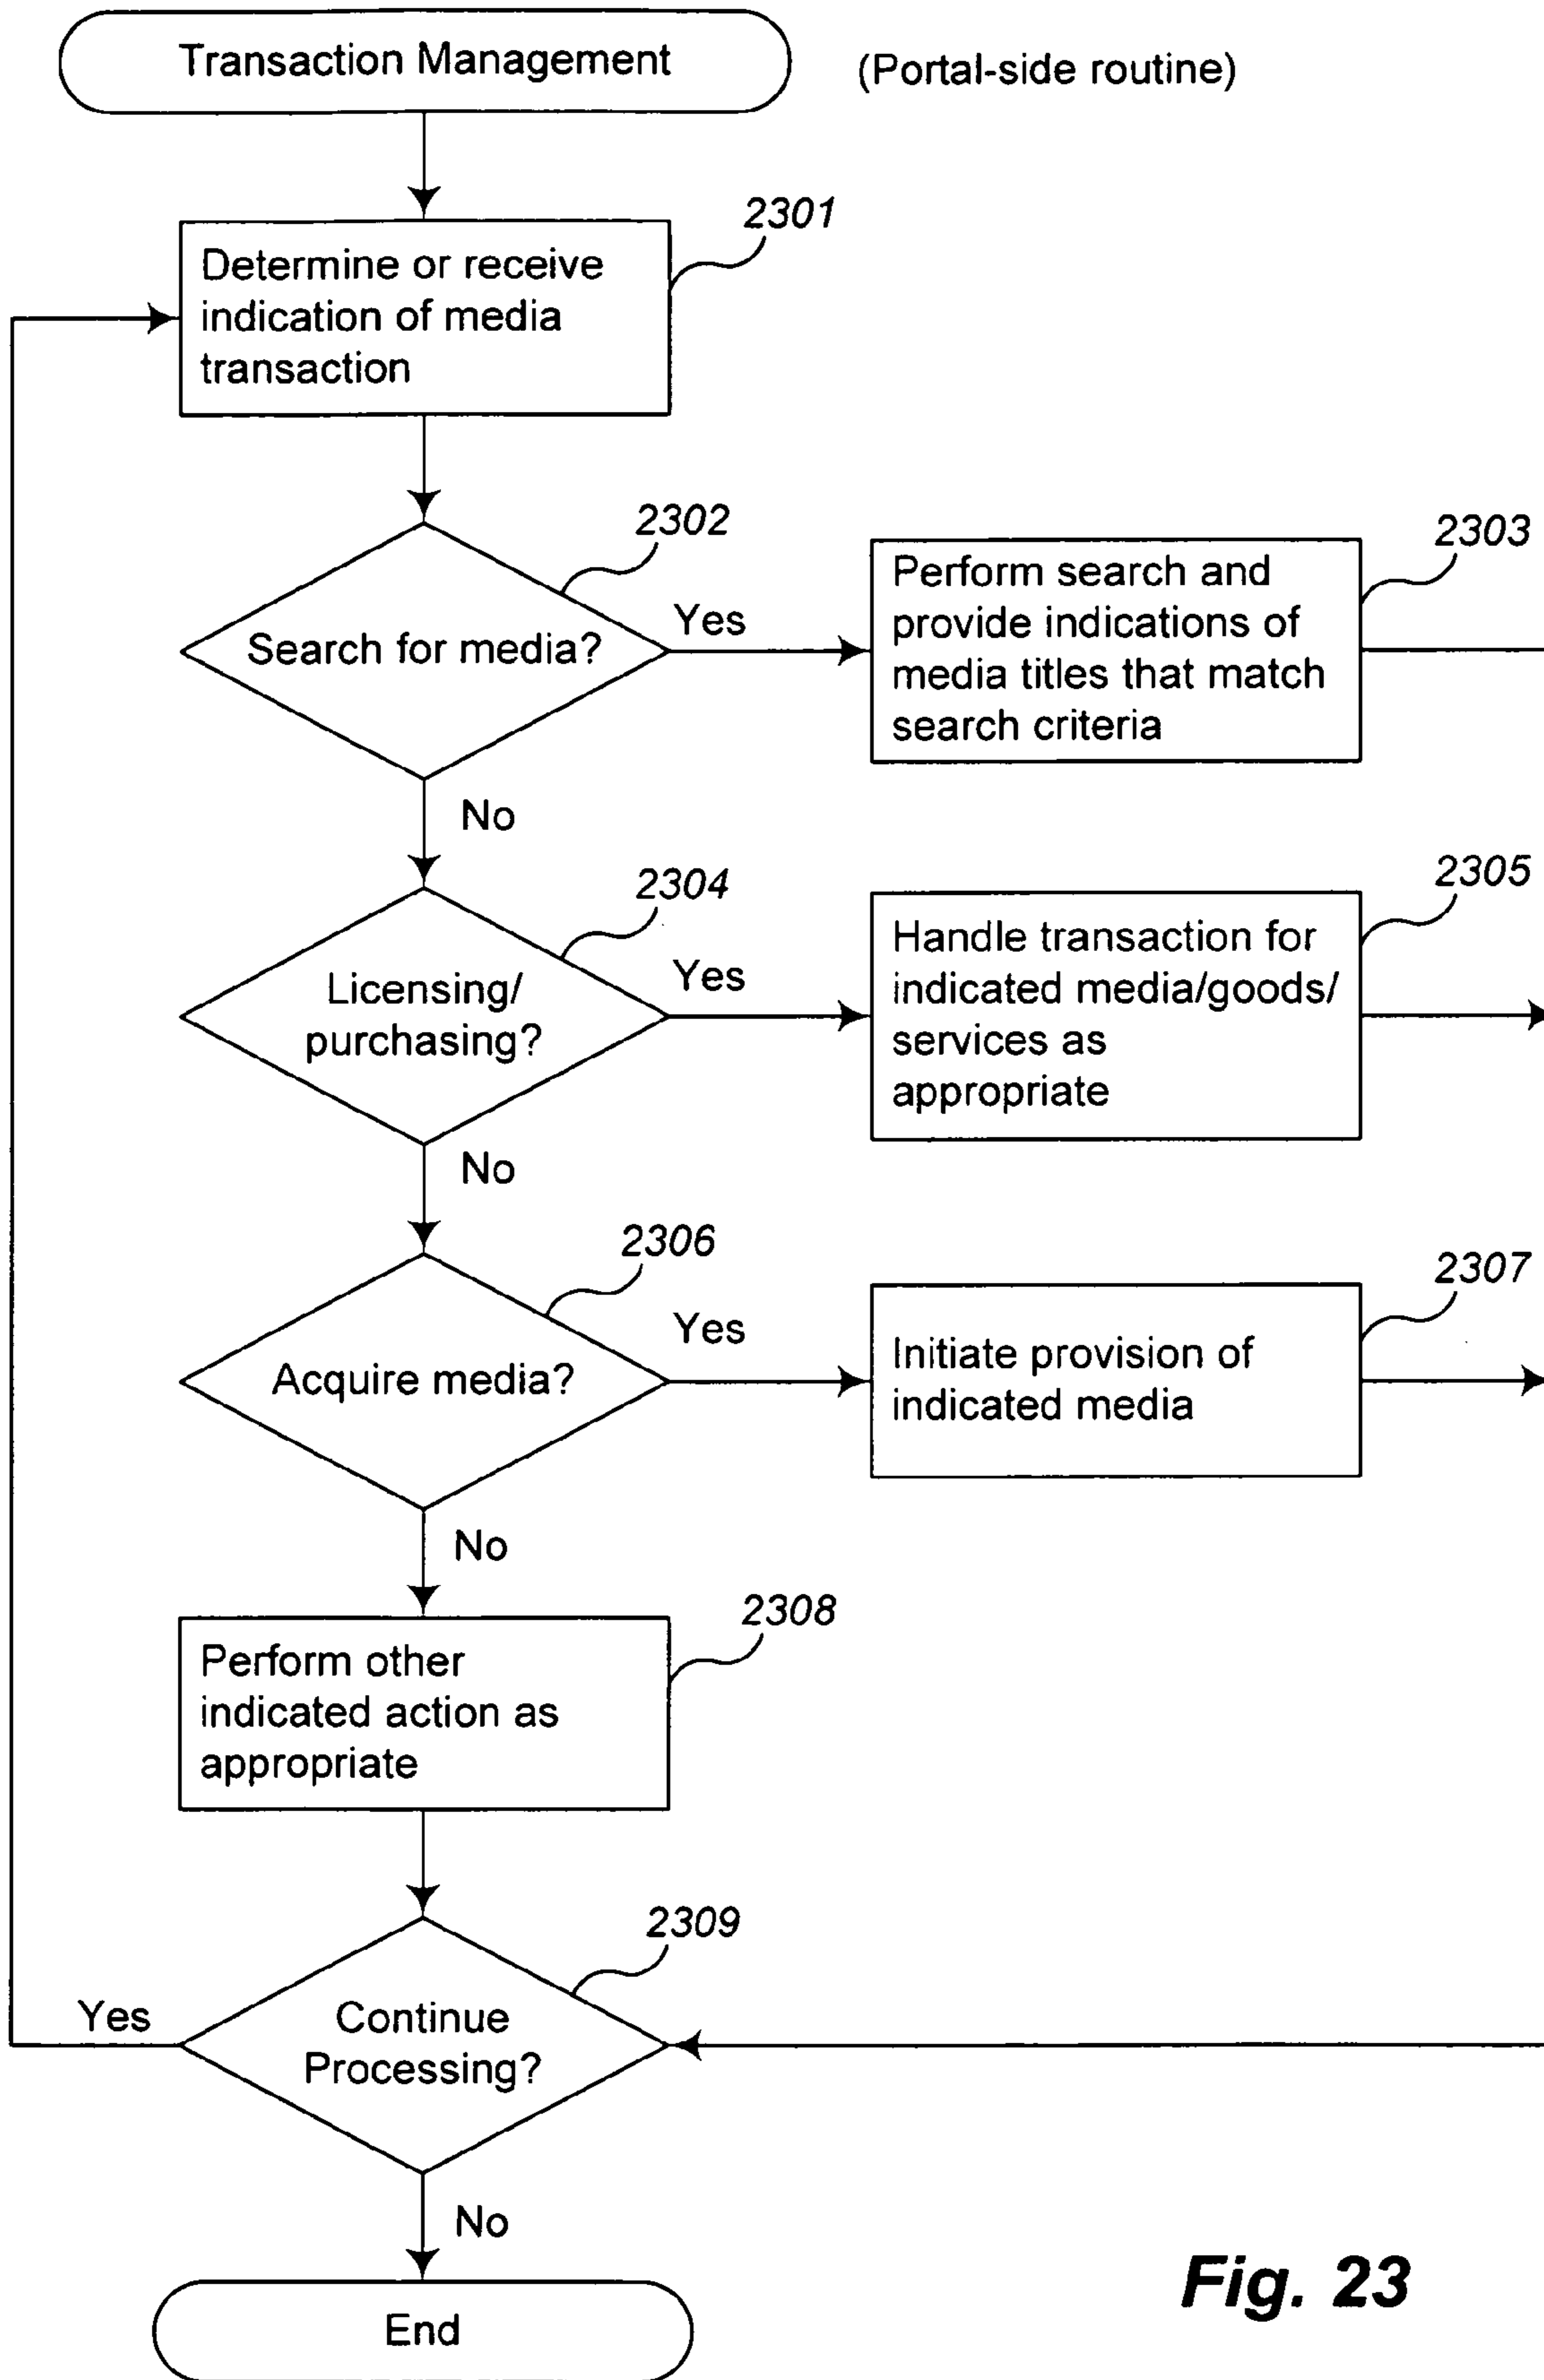 Transaction Management
(Portal-side routine)
2301
Determine or receive
indication of media
transaction
2302
Search for media?
Yes
2303
Perform search and
provide indications of
media titles that match
search criteria
No
2304
Licensing/
purchasing?
Yes
2305
Handle transaction for
indicated media/goods/
services as
appropriate
No
2306
Acquire media?
Yes
2307
Initiate provision of
indicated media
No
2308
Perform other
indicated action as
appropriate
2309
Continue
Processing?
Yes
No
End
Fig. 23